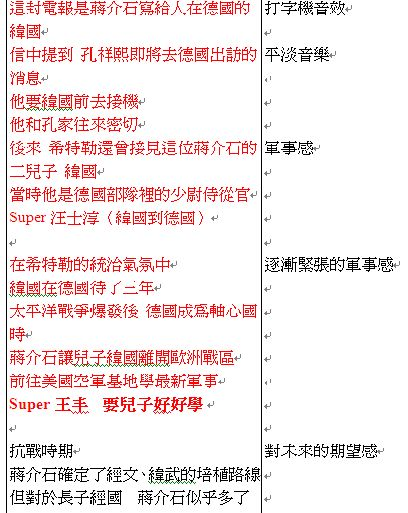 這封電報是蔣介石寫給人在德國的 打字機音效
緯國
信中提到 孔祥熙即將去德國出訪的 平淡音樂
消息
他要緯國前去接機
他和孔家往來密切
後來 希特勒還曾接見這位蔣介石的 軍事感
二兒子 緯國
當時他是德國部隊裡的少尉侍從官
Super 汪士淳（緯國到德國）
在希特勒的統治氣氛中 逐漸緊張的軍事感
緯國在德國待了三年
太平洋戰爭爆發後 德國成為軸心國
時
蔣介石讓兒子緯國離開歐洲戰區
前往美國空軍基地學最新軍事
Super 王丰 要兒子好好學
抗戰時期 對未來的期望感
蔣介石確定了經文、緯武的培植路線
但對於長子經國 蔣介石似乎多了